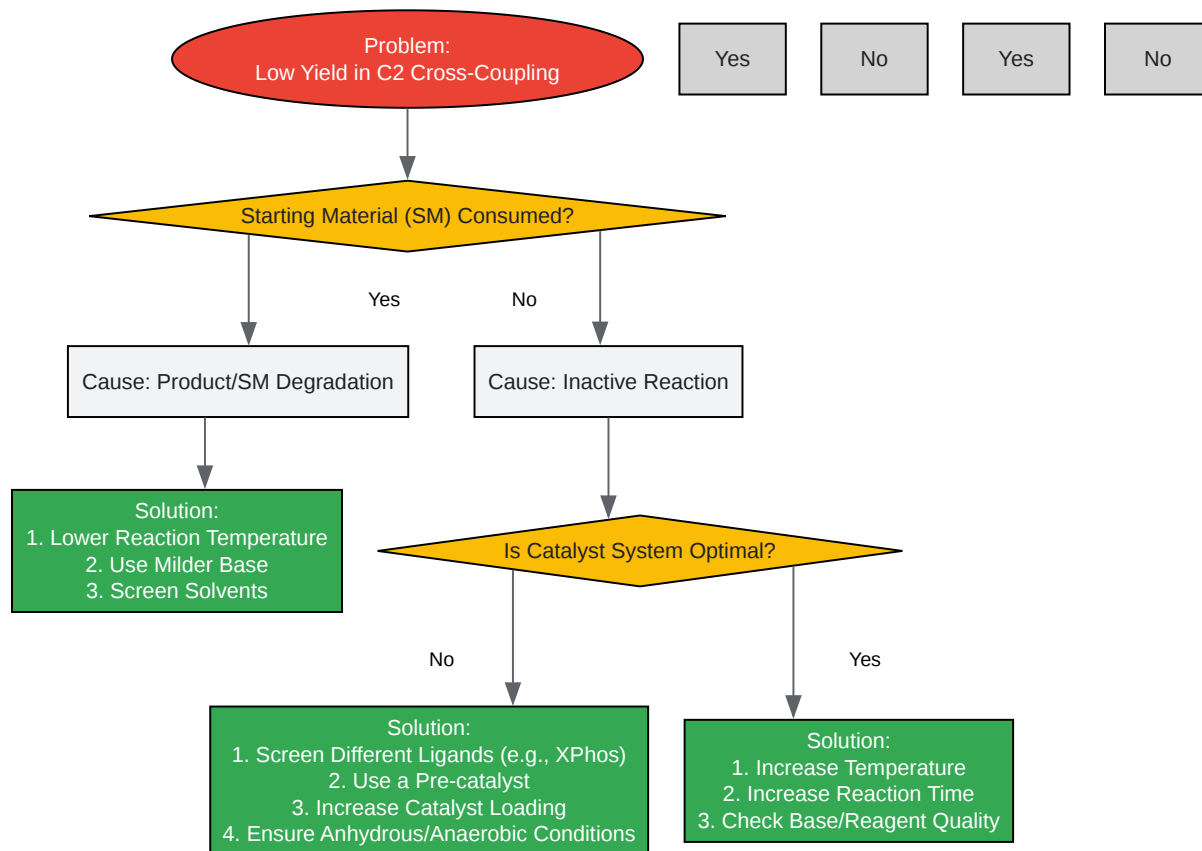 Problem:
Low Yield in C2 Cross-Coupling
Yes
No
Yes
No
Starting Material (SM) Consumed?
Yes
No
Cause: Product/SM Degradation
Cause: Inactive Reaction
Solution:
1. Lower Reaction Temperature
2. Use Milder Base
3. Screen Solvents
Is Catalyst System Optimal?
No
Yes
Solution:
1. Screen Different Ligands (e.g., XPhos)
2. Use a Pre-catalyst
3. Increase Catalyst Loading
4. Ensure Anhydrous/Anaerobic Conditions
Solution:
1. Increase Temperature
2. Increase Reaction Time
3. Check Base/Reagent Quality